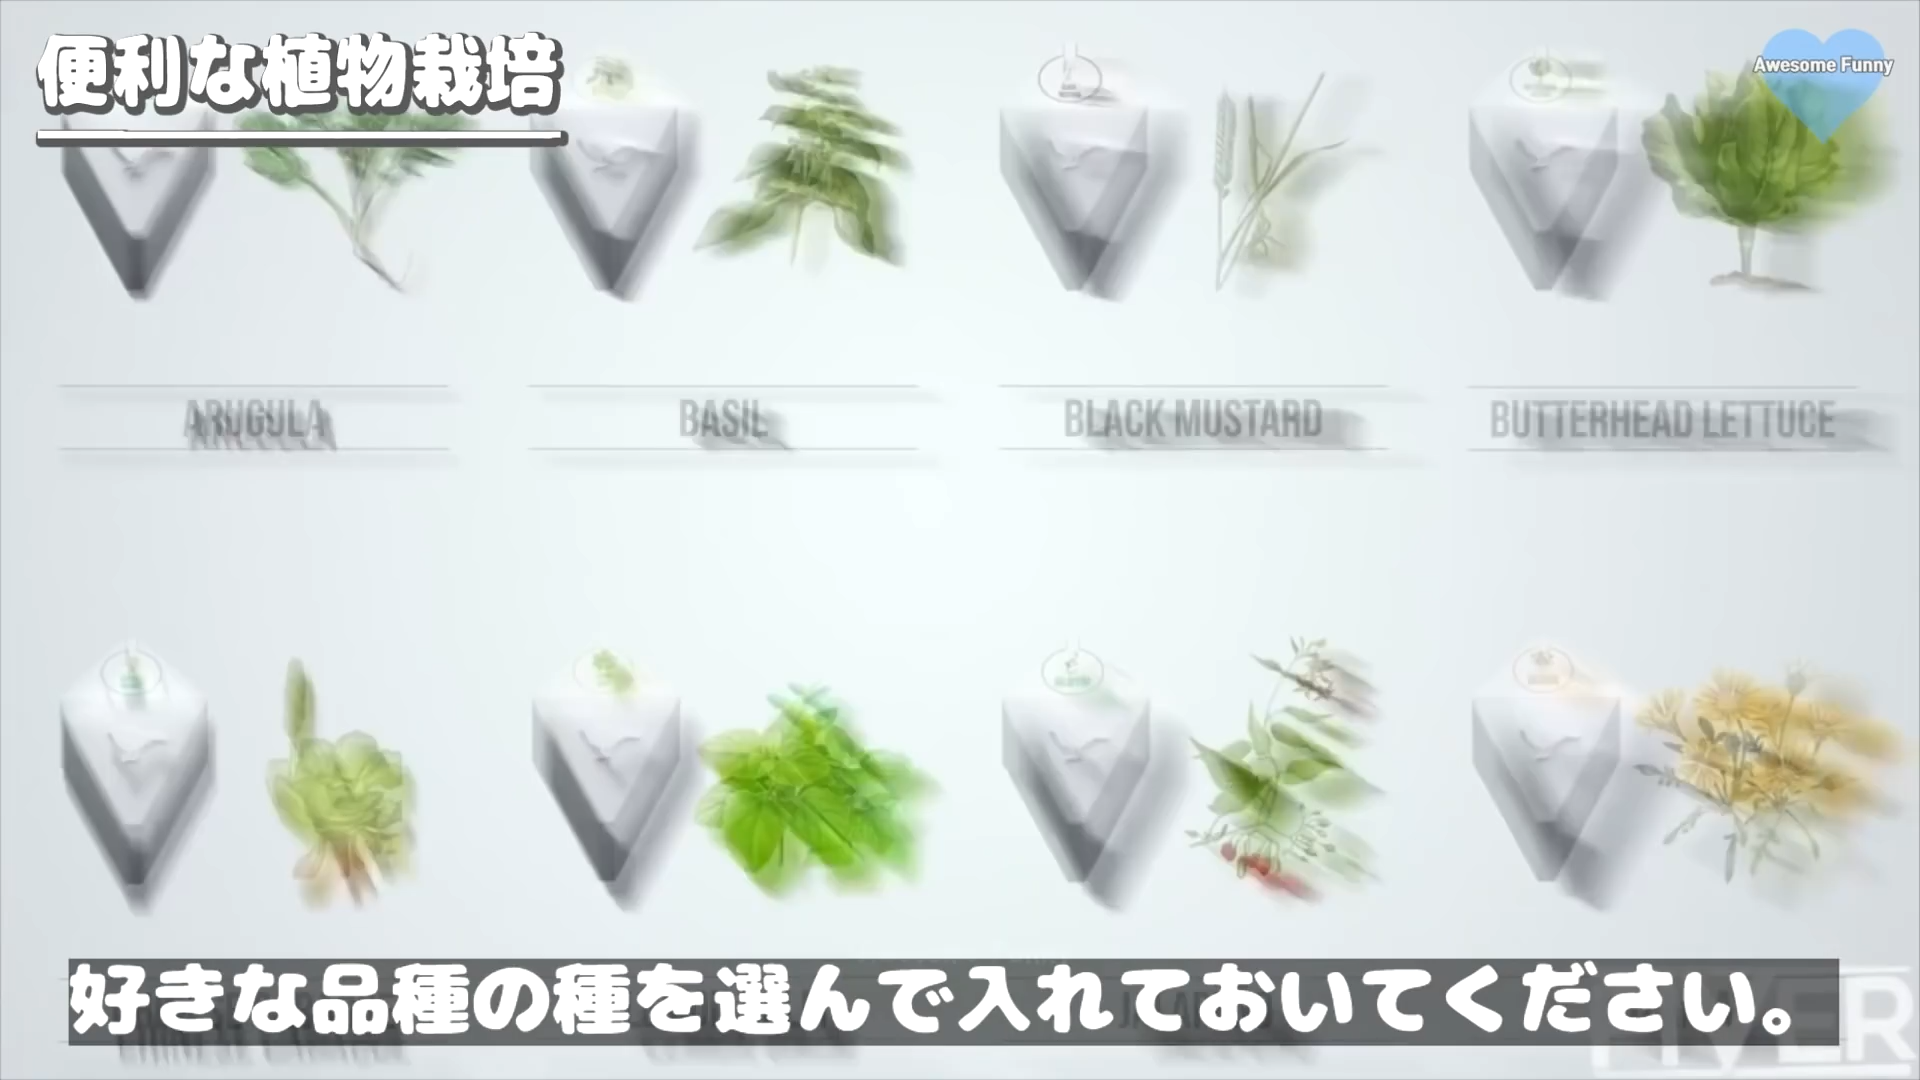 便利な植物栽培
Awesome Funny
ARUGULA
BASIL
BLACK MUSTARD
BUTTERHEAD LETTUCE
好きな品種の種を選んで入れておいてください。